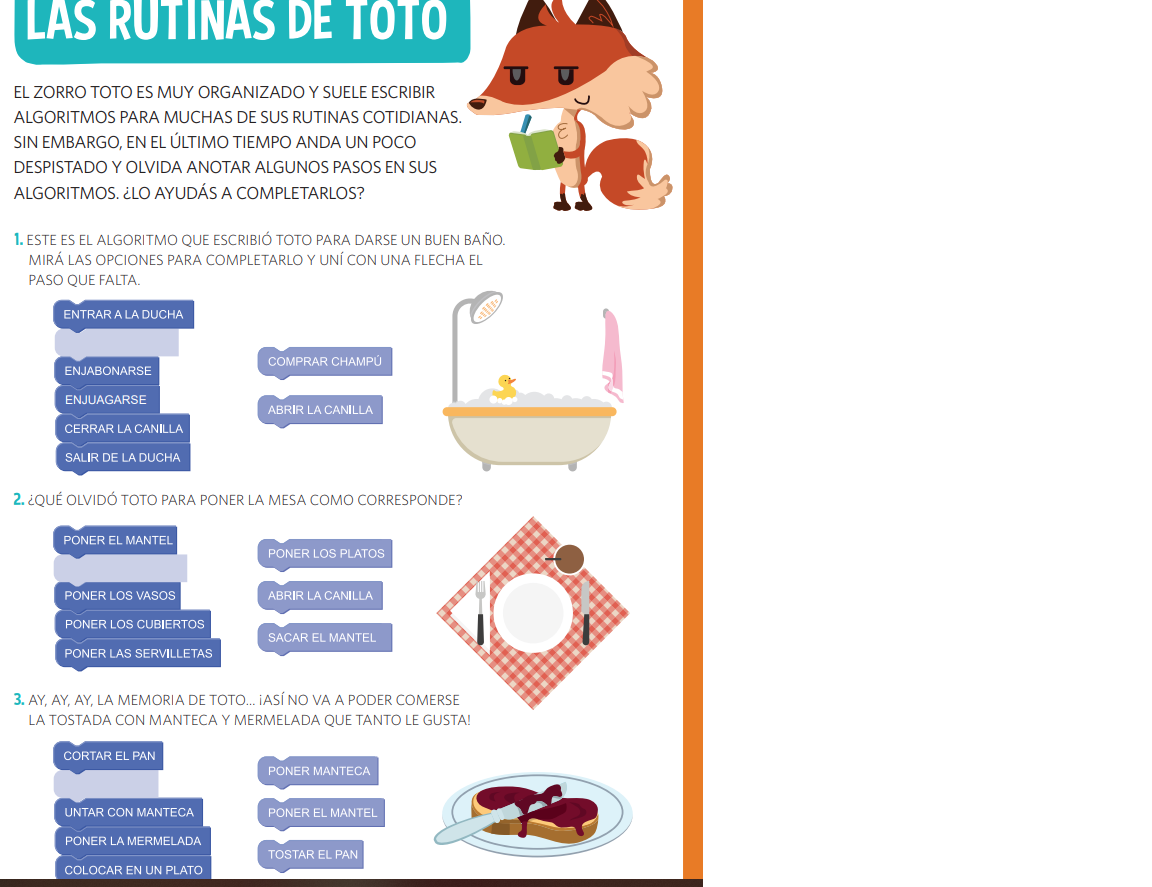 LAS RUTINAS DE TOTO
EL ZORRO TOTO ES MUY ORGANIZADO Y SUELE ESCRIBIR
ALGORITMOS PARA MUCHAS DE SUS RUTINAS COTIDIANAS.
SIN EMBARGO, EN EL ÚLTIMO TIEMPO ANDA UN POCO
DESPISTADO Y OLVIDA ANOTAR ALGUNOS PASOS EN SUS
ALGORITMOS. ¿LO AYUDÁS A COMPLETARLOS?
1. ESTE ES EL ALGORITMO QUE ESCRIBIÓ TOTO PARA DARSE UN BUEN BAÑO.
MIRÁ LAS OPCIONES PARA COMPLETARLO Y UNÍ CON UNA FLECHA EL
PASO QUE FALTA.
ENTRAR A LA DUCHA
ENJABONARSE
ENJUAGARSE
CERRAR LA CANILLA
SALIR DE LA DUCHA
COMPRAR CHAMPÚ
ABRIR LA CANILLA
2. ¿QUÉ OLVIDÓ TOTO PARA PONER LA MESA COMO CORRESPONDE?
PONER EL MANTEL
PONER LOS VASOS
PONER LOS CUBIERTOS
PONER LAS SERVILLETAS
PONER LOS PLATOS
ABRIR LA CANILLA
SACAR EL MANTEL
3. AY, AY, AY, LA MEMORIA DE TOTO... ¡ASÍ NO VA A PODER COMERSE
LA TOSTADA CON MANTECA Y MERMELADA QUE TANTO LE GUSTA!
CORTAR EL PAN
UNTAR CON MANTECA
PONER LA MERMELADA
COLOCAR EN UN PLATO
PONER MANTECA
PONER EL MANTEL
TOSTAR EL PAN